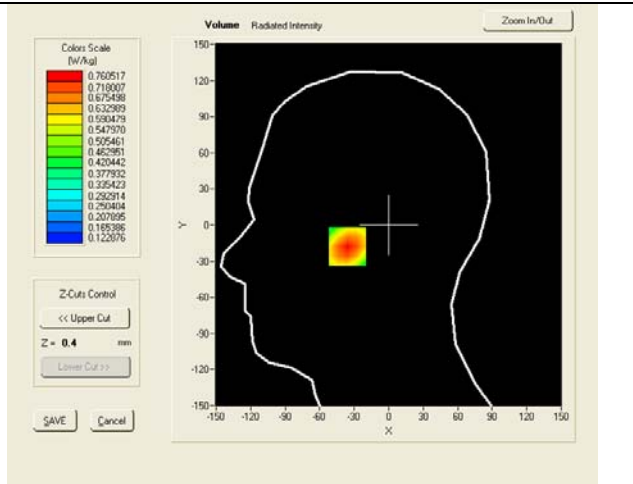 Volume Radiated Intensity
Zoom In/Out
Colors Scale
(W/kg)
0.760517
0.718007
0.675498
0.632989
0.590479
0.547970
0.505461
0.462951
0.420442
0.377932
0.335423
0.292914
0.250404
0.207895
0.165386
0.122876
Z-Cuts Control
<< Upper Cut
Z = 0.4 mm
Lower Cut >>
SAVE Cancel
150
120
90
60
30
0
-30
-60
-90
-120
-150
Y
-150 -120 -90 -60 -30 0 30 60 90 120 150
X